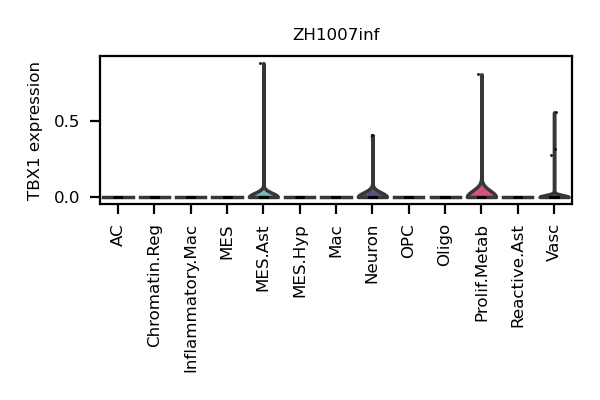 ZH1007inf
TBX1 expression
0.5
0.0
AC
Chromatin.Reg
Inflammatory.Mac
MES
MES.Ast
MES.Hyp
Mac
Neuron
OPC
Oligo
Prolif.Metab
Reactive.Ast
Vasc